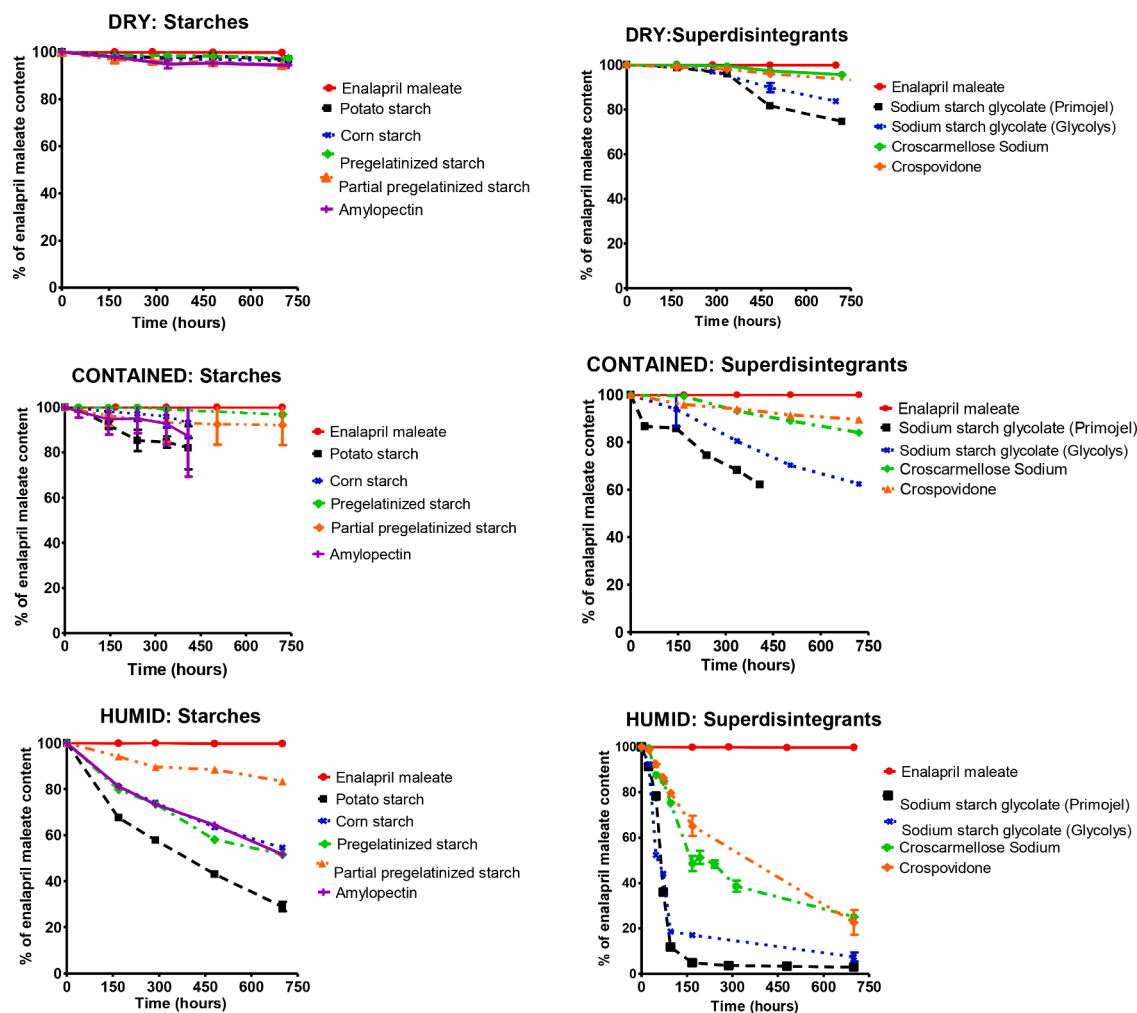 DRY: Starches
% of enalapril maleate content
100
80
60
40
20
0
0 150 300 450 600 750
Time (hours)
Enalapril maleate
Potato starch
Corn starch
Pregelatinized starch
Partial pregelatinized starch
Amylopectin
DRY:Superdisintegrants
% of enalapril maleate content
100
80
60
40
20
0
0 150 300 450 600 750
Time (hours)
Enalapril maleate
Sodium starch glycolate (Primojel)
Sodium starch glycolate (Glycolys)
Croscarmellose Sodium
Crospovidone
CONTAINED: Starches
% of enalapril maleate content
100
80
60
40
20
0
0 150 300 450 600 750
Time (hours)
Enalapril maleate
Potato starch
Corn starch
Pregelatinized starch
Partial pregelatinized starch
Amylopectin
CONTAINED: Superdisintegrants
% of enalapril maleate content
100
80
60
40
20
0
0 150 300 450 600 750
Time (hours)
Enalapril maleate
Sodium starch glycolate (Primojel)
Sodium starch glycolate (Glycolys)
Croscarmellose Sodium
Crospovidone
HUMID: Starches
% of enalapril maleate content
100
80
60
40
20
0
0 150 300 450 600 750
Time (hours)
Enalapril maleate
Potato starch
Corn starch
Pregelatinized starch
Partial pregelatinized starch
Amylopectin
HUMID: Superdisintegrants
% of enalapril maleate content
100
80
60
40
20
0
0 150 300 450 600 750
Time (hours)
Enalapril maleate
Sodium starch glycolate (Primojel)
Sodium starch glycolate (Glycolys)
Croscarmellose Sodium
Crospovidone